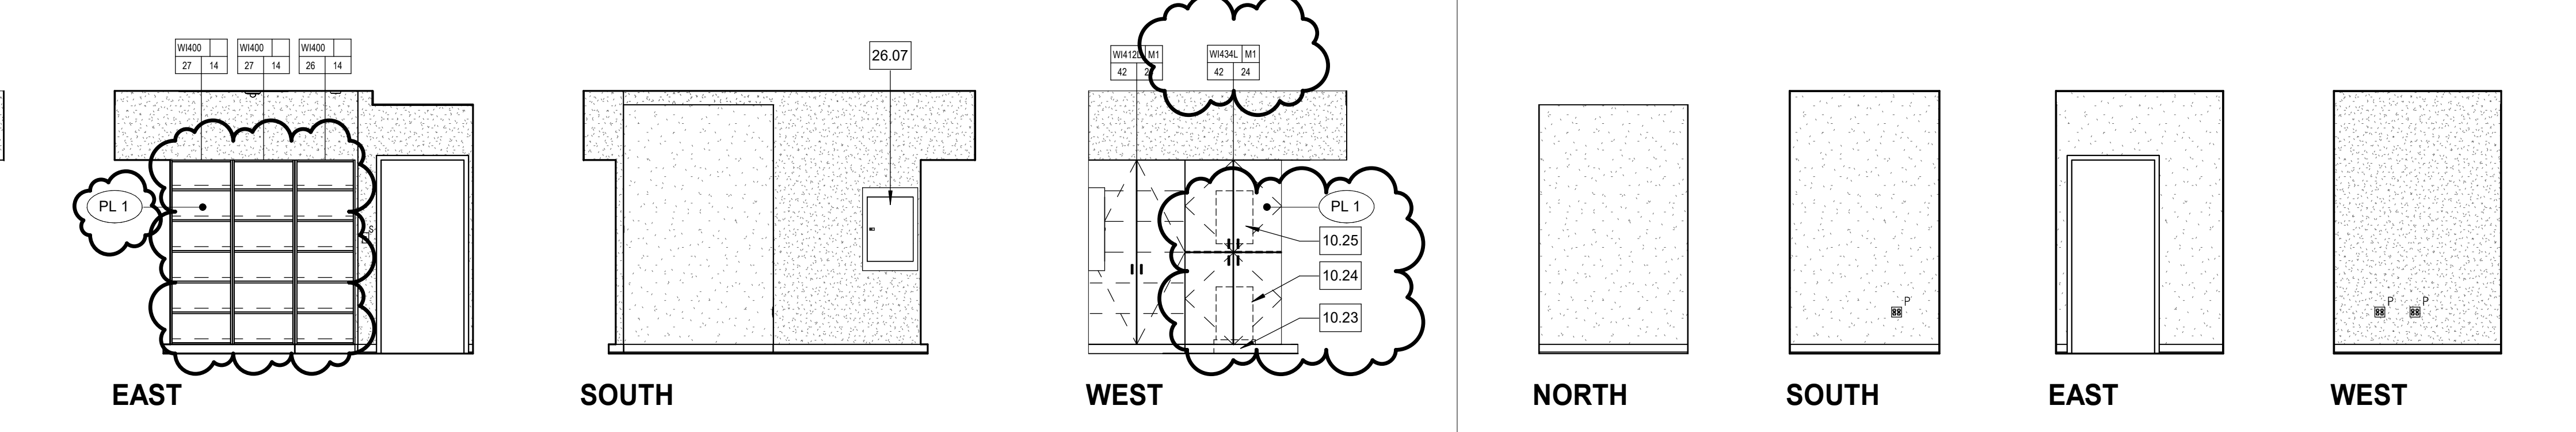 WI400 WI400 WI400
27 14 27 14 26 14
PL 1
S
EAST
26.07
SOUTH
WI412L M1 WI434L M1
42 42 24
PL 1
10.25
10.24
10.23
WEST
NORTH
P
SOUTH
EAST
P P
WEST